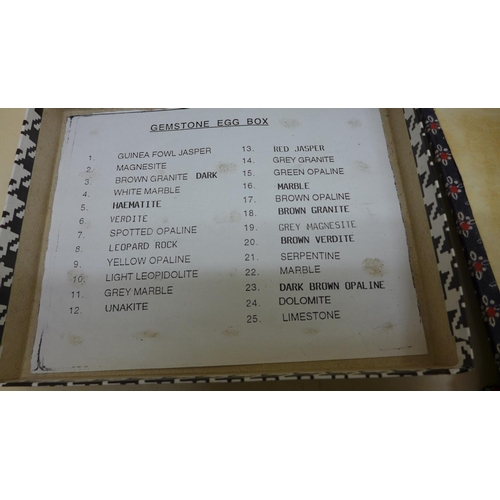 GEMSTONE EGG BOX
1. GUINEA FOWL JASPER
2. MAGNESITE
3. BROWN GRANITE DARK
4. WHITE MARBLE
5. HAEMATITE
6. VERDITE
7. SPOTTED OPALINE
8. LEOPARD ROCK
9. YELLOW OPALINE
10. LIGHT LEOPIDOLITE
11. GREY MARBLE
12. UNAKITE
13. RED JASPER
14. GREY GRANITE
15. GREEN OPALINE
16. MARBLE
17. BROWN OPALINE
18. BROWN GRANITE
19. GREY MAGNESITE
20. BROWN VERDITE
21. SERPENTINE
22. MARBLE
23. DARK BROWN OPALINE
24. DOLOMITE
25. LIMESTONE